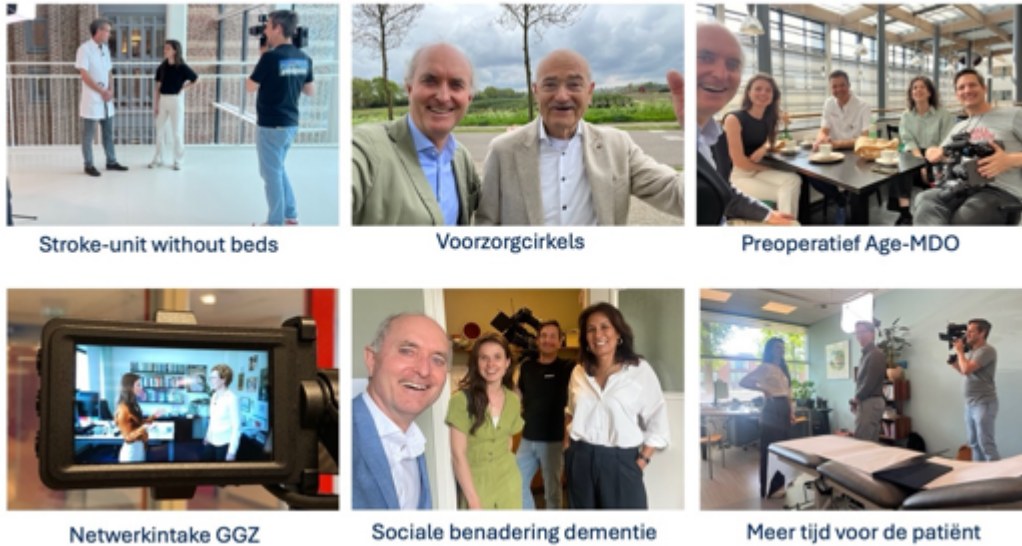 Stroke-unit without beds
Voorzorgcirkels
Preoperatief Age-MDO
Netwerkintake GGZ
Sociale benadering dementie
Meer tijd voor de patiënt